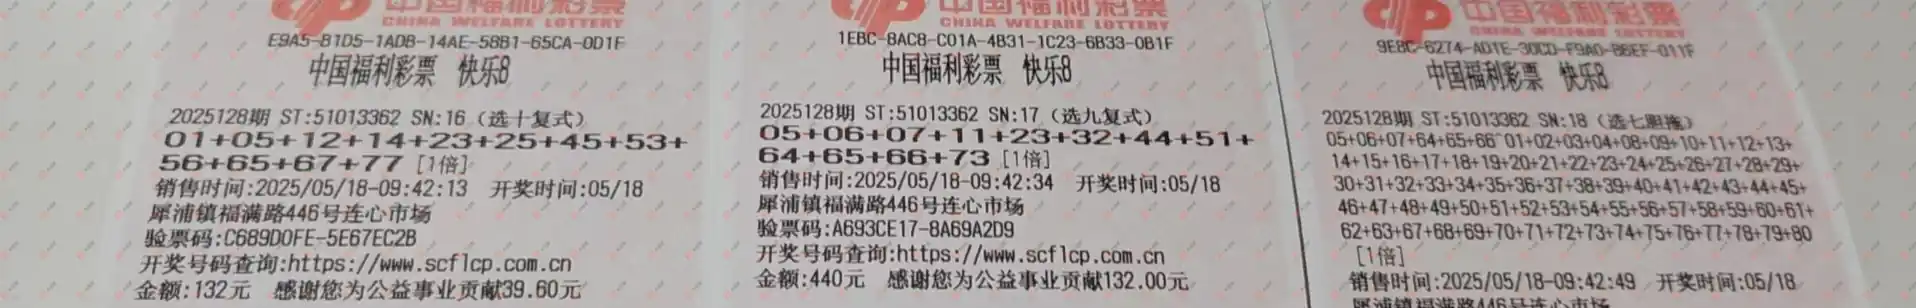 中国福利彩票
CHINA WELFARE LOTTERY
E9A5-B1D5-1ADB-14AE-58B1-65CA-0D1F
中国福利彩票 快乐8
2025128期 ST:51013362 SN:16 (选十复式)
01+05+12+14+23+25+45+53+
56+65+67+77 [1倍]
销售时间:2025/05/18-09:42:13 开奖时间:05/18
犀浦镇福满路446号连心市场
验票码:C689D0FE-5E67EC2B
开奖号码查询:https://www.scflcp.com.cn
金额:132元 感谢您为公益事业贡献39.60元
中国福利彩票
CHINA WELFARE LOTTERY
1EBC-8AC8-C01A-4B31-1C23-6B33-0B1F
中国福利彩票 快乐8
2025128期 ST:51013362 SN:17 (选九复式)
05+06+07+11+23+32+44+51+
64+65+66+73 [1倍]
销售时间:2025/05/18-09:42:34 开奖时间:05/18
犀浦镇福满路446号连心市场
验票码:A693CE17-8A69A2D9
开奖号码查询:https://www.scflcp.com.cn
金额:440元 感谢您为公益事业贡献132.00元
中国福利彩票
CHINA WELFARE LOTTERY
9E8C-6274-AD1E-30CD-F9A0-B6EF-011F
中国福利彩票 快乐8
2025128期 ST:51013362 SN:18 (选七胆拖)
05+06+07+64+65+66^01+02+03+04+08+09+10+11+12+13+
14+15+16+17+18+19+20+21+22+23+24+25+26+27+28+29+
30+31+32+33+34+35+36+37+38+39+40+41+42+43+44+45+
46+47+48+49+50+51+52+53+54+55+56+57+58+59+60+61+
62+63+67+68+69+70+71+72+73+74+75+76+77+78+79+80
[1倍]
销售时间:2025/05/18-09:42:49 开奖时间:05/18
犀浦镇福满路446号连心市场